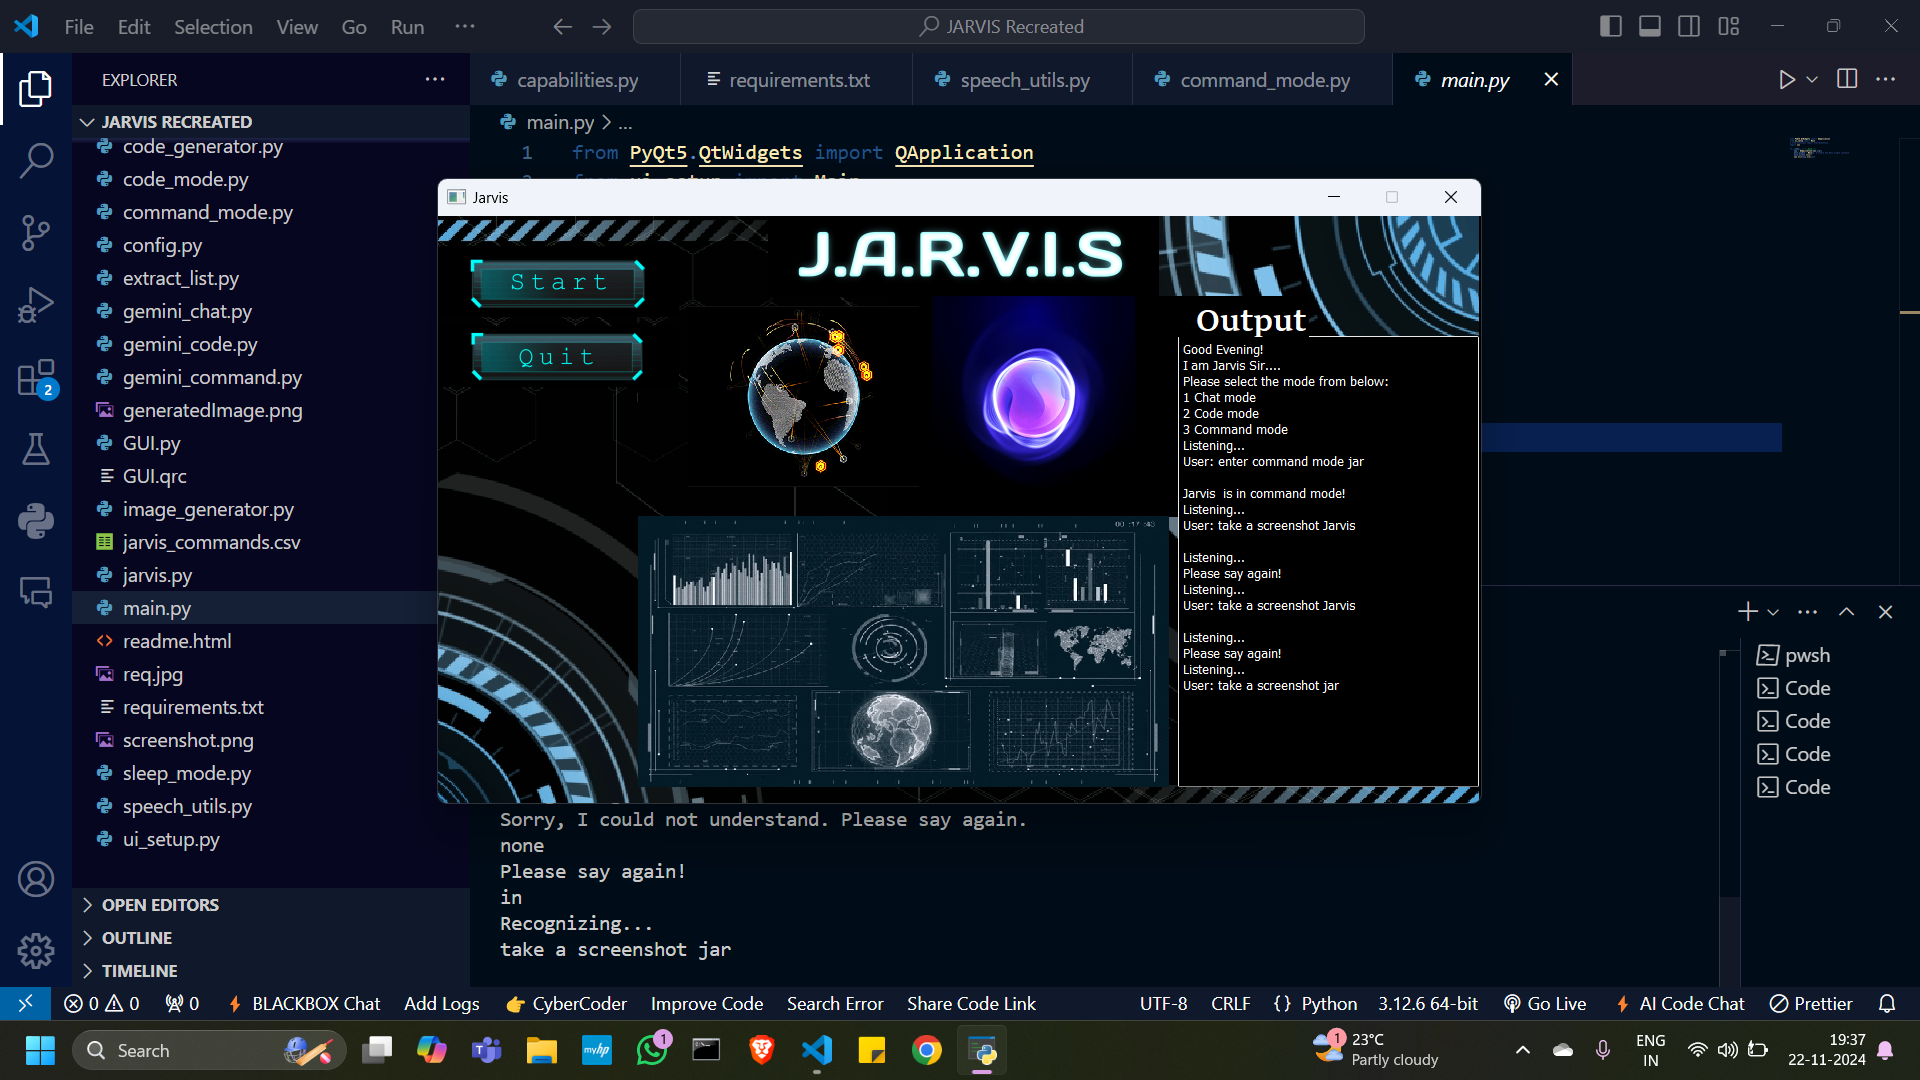 File Edit Selection View Go Run ···
JARVIS Recreated
EXPLORER
capabilities.py
requirements.txt
speech_utils.py
command_mode.py
main.py
JARVIS RECREATED
code_generator.py
code_mode.py
command_mode.py
config.py
extract_list.py
gemini_chat.py
gemini_code.py
gemini_command.py
generatedImage.png
GUI.py
GUI.qrc
image_generator.py
jarvis_commands.csv
jarvis.py
main.py
readme.html
req.jpg
requirements.txt
screenshot.png
sleep_mode.py
speech_utils.py
ui_setup.py
OPEN EDITORS
OUTLINE
TIMELINE
2
main.py > ...
1 from PyQt5.QtWidgets import QApplication
Jarvis
J.A.R.V.I.S
Start
Quit
Output
Good Evening!
I am Jarvis Sir....
Please select the mode from below:
1 Chat mode
2 Code mode
3 Command mode
Listening...
User: enter command mode jar
Jarvis  is in command mode!
Listening...
User: take a screenshot Jarvis
Listening...
Please say again!
Listening...
User: take a screenshot Jarvis
Listening...
Please say again!
Listening...
User: take a screenshot jar
pwsh
Code
Code
Code
Code
Sorry, I could not understand. Please say again.
none
Please say again!
in
Recognizing...
take a screenshot jar
0 0 0 BLACKBOX Chat Add Logs CyberCoder Improve Code Search Error Share Code Link UTF-8 CRLF {} Python 3.12.6 64-bit Go Live AI Code Chat Prettier
Search
myhp
1
1
23°C
Partly cloudy
ENG
IN
19:37
22-11-2024